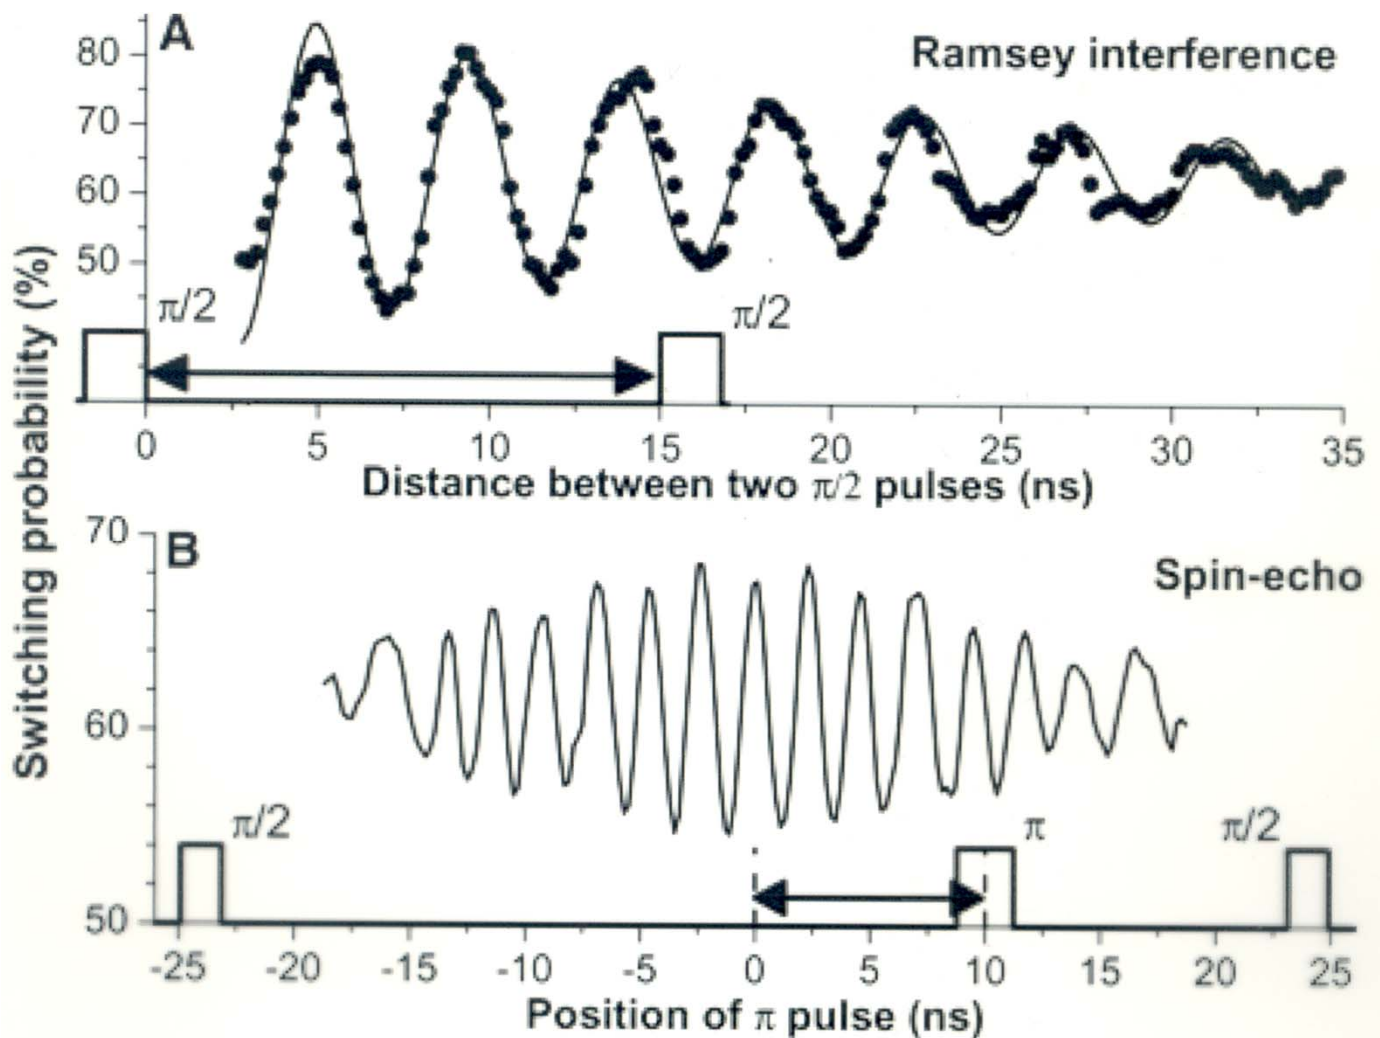 A
Ramsey interference
80
70
60
50
π/2
π/2
0 5 10 15 20 25 30 35
Distance between two π/2 pulses (ns)
Switching probability (%)
70
B
Spin-echo
60
π/2
π
π/2
50
-25 -20 -15 -10 -5 0 5 10 15 20 25
Position of π pulse (ns)